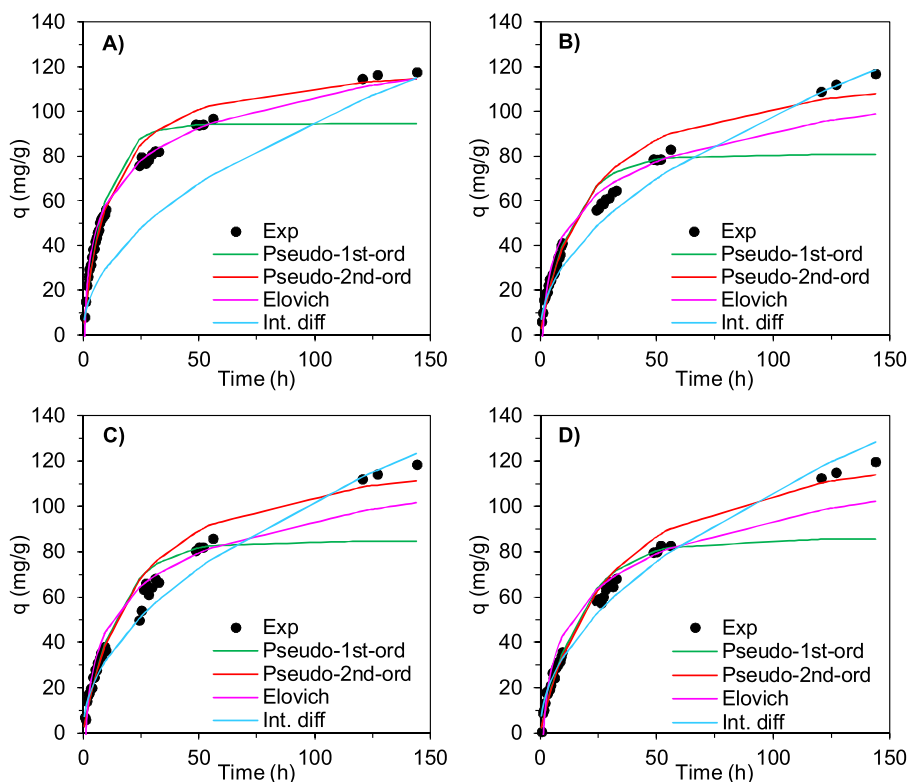 A)
q (mg/g)
140
120
100
80
60
40
20
0
Exp
Pseudo-1st-ord
Pseudo-2nd-ord
Elovich
Int. diff
0 50 100 150
Time (h)
B)
q (mg/g)
140
120
100
80
60
40
20
0
Exp
Pseudo-1st-ord
Pseudo-2nd-ord
Elovich
Int. diff
0 50 100 150
Time (h)
C)
q (mg/g)
140
120
100
80
60
40
20
0
Exp
Pseudo-1st-ord
Pseudo-2nd-ord
Elovich
Int. diff
0 50 100 150
Time (h)
D)
q (mg/g)
140
120
100
80
60
40
20
0
Exp
Pseudo-1st-ord
Pseudo-2nd-ord
Elovich
Int. diff
0 50 100 150
Time (h)